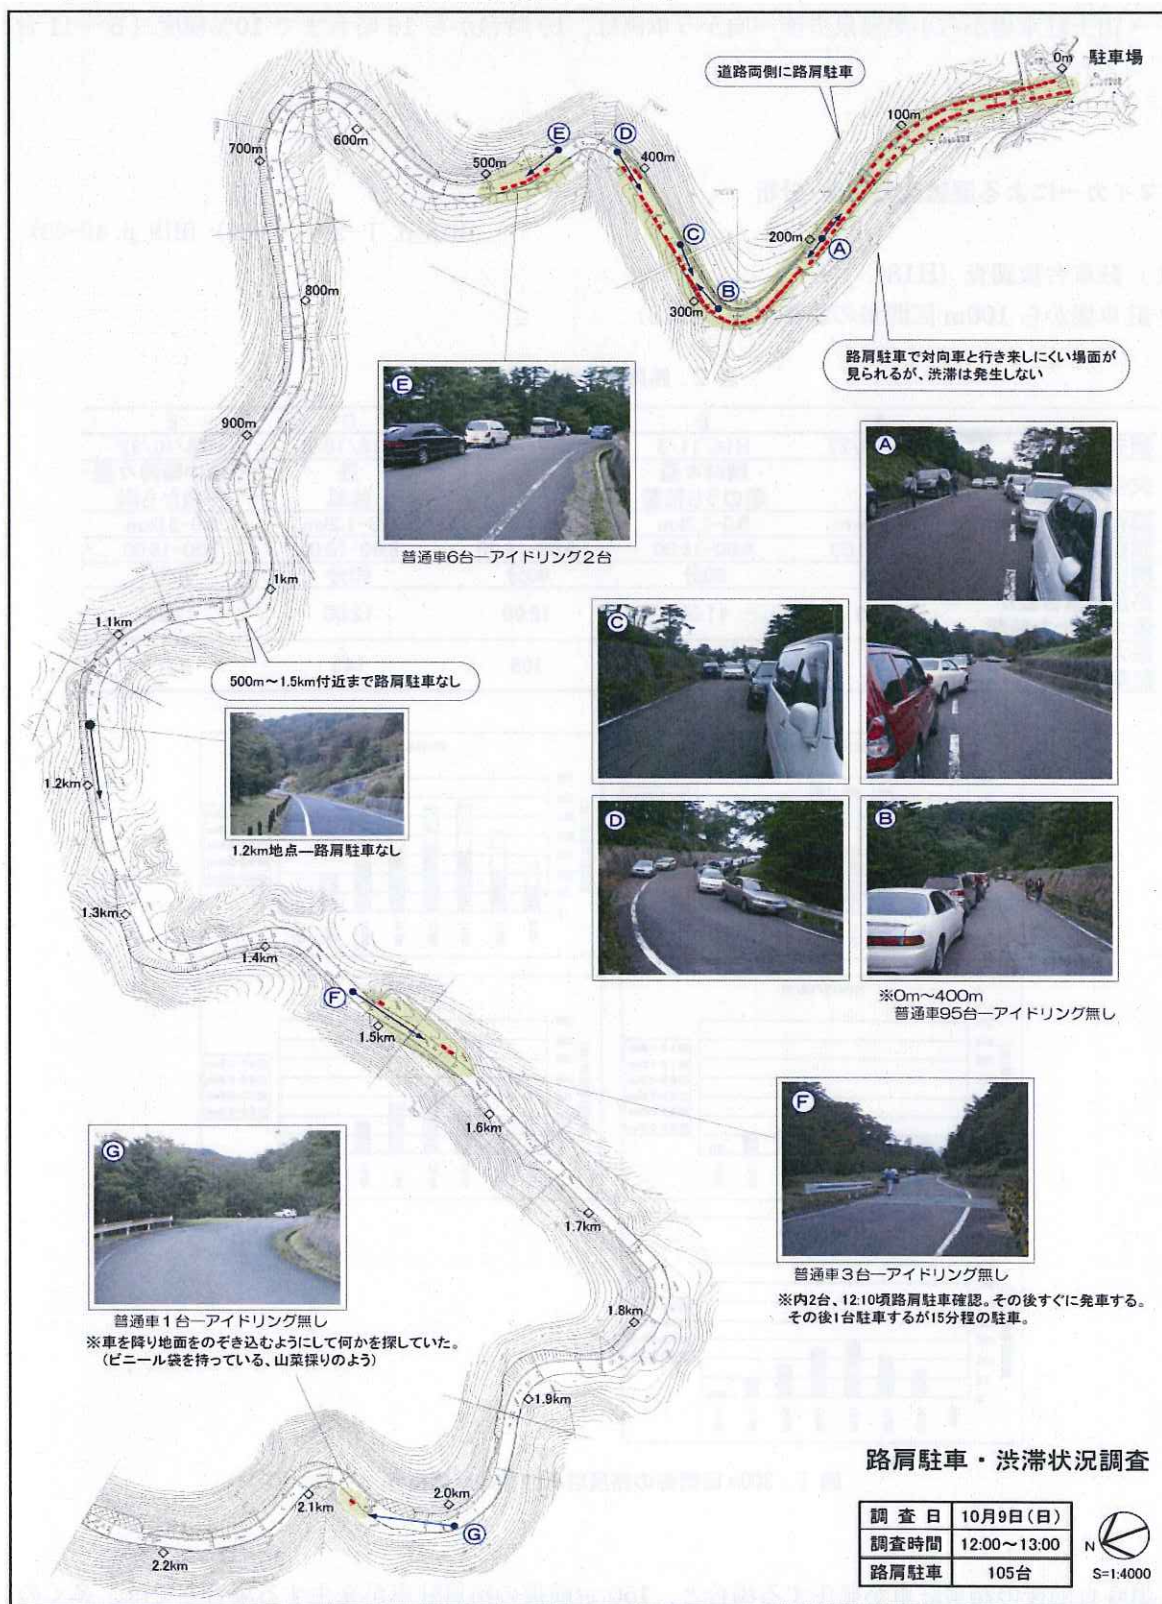 0m
駐車場
道路両側に路肩駐車
100m
200m
A
300m
B
C
400m
D
E
500m
600m
700m
800m
900m
1km
1.1km
1.2km
1.3km
1.4km
1.5km
F
1.6km
1.7km
1.8km
1.9km
2.0km
G
2.1km
2.2km
路肩駐車で対向車と行き来しにくい場面が
見られるが、渋滞は発生しない
E
普通車6台―アイドリング2台
A
C
500m～1.5km付近まで路肩駐車なし
1.2km地点―路肩駐車なし
D
B
※0m～400m
普通車95台―アイドリング無し
F
普通車3台―アイドリング無し
※内2台、12:10頃路肩駐車確認。その後すぐに発車する。
その後1台駐車するが15分程の駐車。
G
普通車1台―アイドリング無し
※車を降り地面をのぞき込むようにして何かを探していた。
(ビニール袋を持っている、山菜採りのよう)
路肩駐車・渋滞状況調査
調査日 10月9日(日)
調査時間 12:00～13:00
路肩駐車 105台
N
S=1:4000